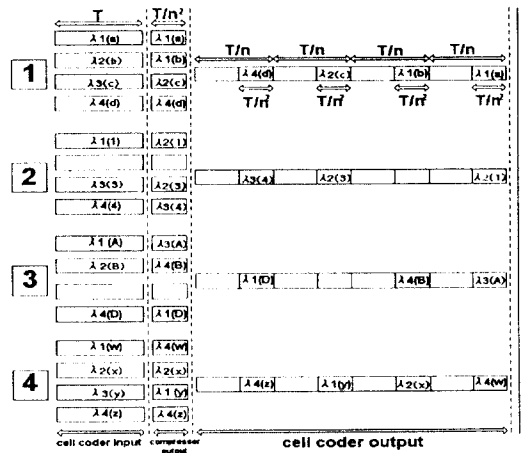 T T/n²
λ1(a) λ1(a)
T/n T/n T/n T/n
λ2(b) λ1(b)
1 λ3(c) λ2(c) λ4(d) λ2(c) λ1(b) λ1(a)
λ4(d) λ4(d) T/n² T/n² T/n² T/n²
λ1(1) λ2(1)
2 λ3(3) λ2(3) λ3(4) λ2(3) λ2(1)
λ4(4) λ3(4)
λ1(A) λ3(A)
λ2(B) λ4(B)
3 λ1(D) λ4(B) λ3(A)
λ4(D) λ1(D)
λ1(W) λ4(W)
λ2(x) λ2(x)
4 λ3(y) λ1(y) λ4(z) λ1(y) λ2(x) λ4(W)
λ4(z) λ4(z)
cell coder input compressor output cell coder output